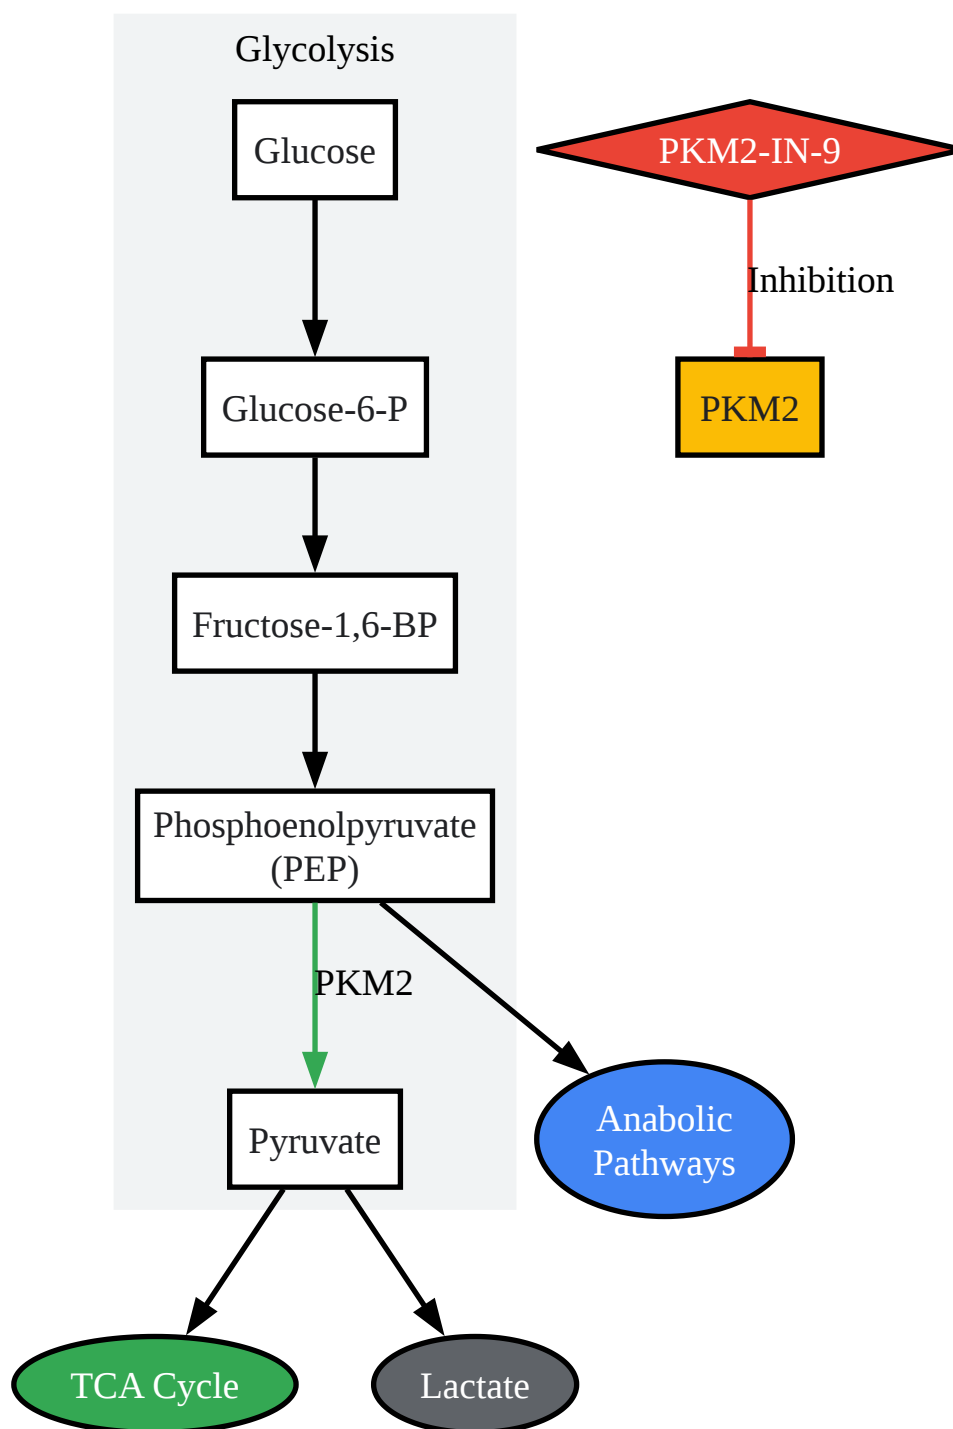 Glycolysis
Glucose
PKM2-IN-9
Inhibition
Glucose-6-P
PKM2
Fructose-1,6-BP
Phosphoenolpyruvate
(PEP)
PKM2
Anabolic
Pathways
Pyruvate
TCA Cycle
Lactate